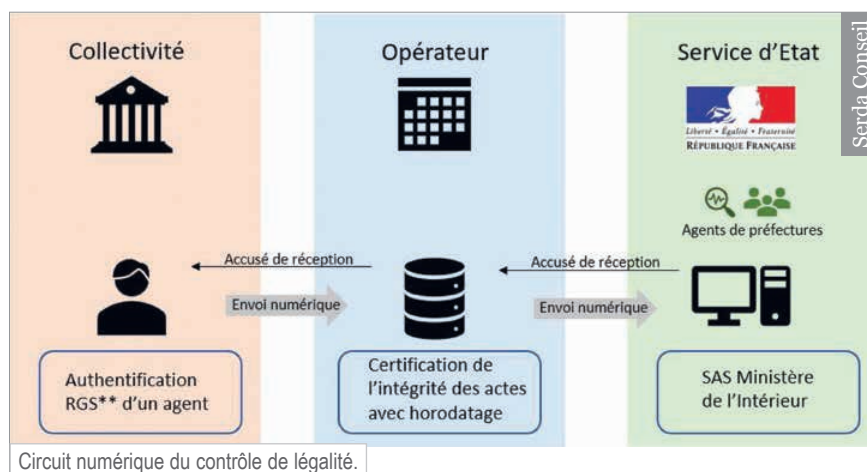 Collectivité
Opérateur
Service d'Etat
Serda Conseil
Liberté • Égalité • Fraternité
RÉPUBLIQUE FRANÇAISE
Agents de préfectures
Accusé de réception
Accusé de réception
Envoi numérique
Envoi numérique
Authentification
RGS** d'un agent
Certification de
l'intégrité des actes
avec horodatage
SAS Ministère
de l'Intérieur
Circuit numérique du contrôle de légalité.